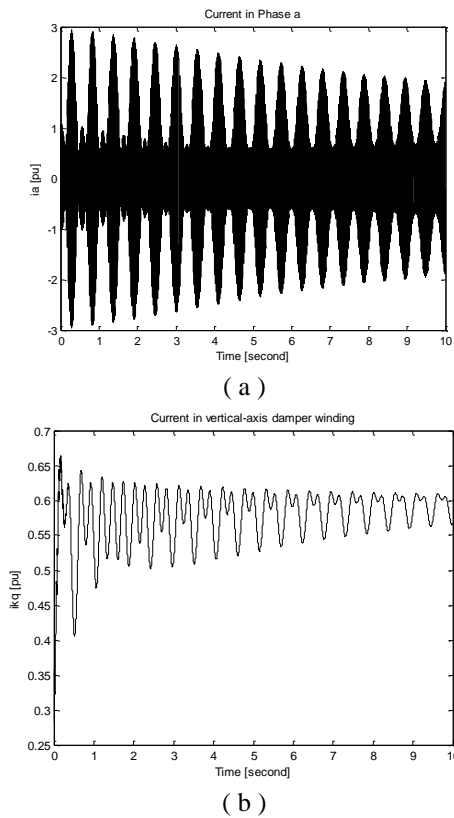 Current in Phase a
3
2
1
0
-1
-2
-3
ia [pu]
0 1 2 3 4 5 6 7 8 9 10
Time [second]
( a )
Current in vertical-axis damper winding
0.7
0.65
0.6
0.55
0.5
0.45
0.4
0.35
0.3
0.25
ikq [pu]
0 1 2 3 4 5 6 7 8 9 10
Time [second]
( b )